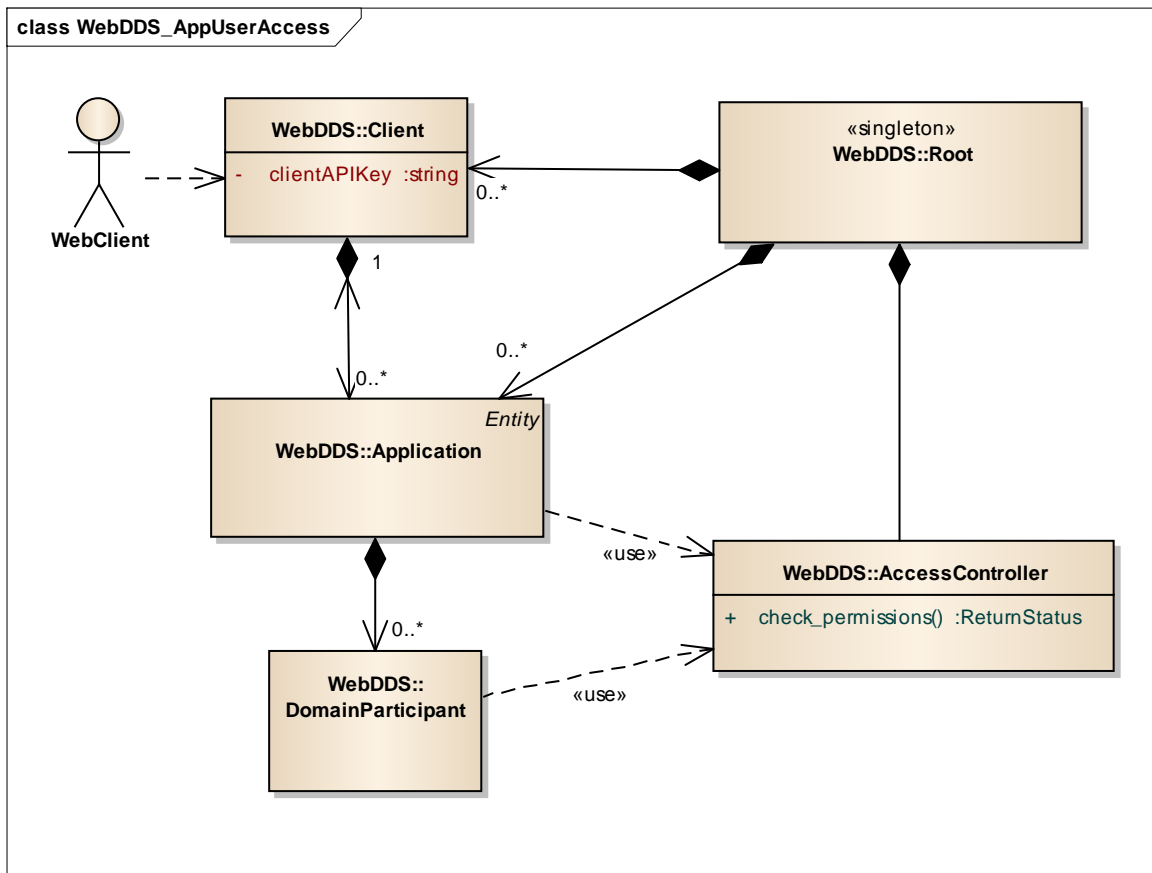 class WebDDS_AppUserAccess
WebClient
WebDDS::Client
- clientAPIKey :string
«singleton»
WebDDS::Root
0..*
1
0..*
0..*
Entity
WebDDS::Application
«use»
WebDDS::AccessController
+ check_permissions() :ReturnStatus
0..*
WebDDS::
DomainParticipant
«use»